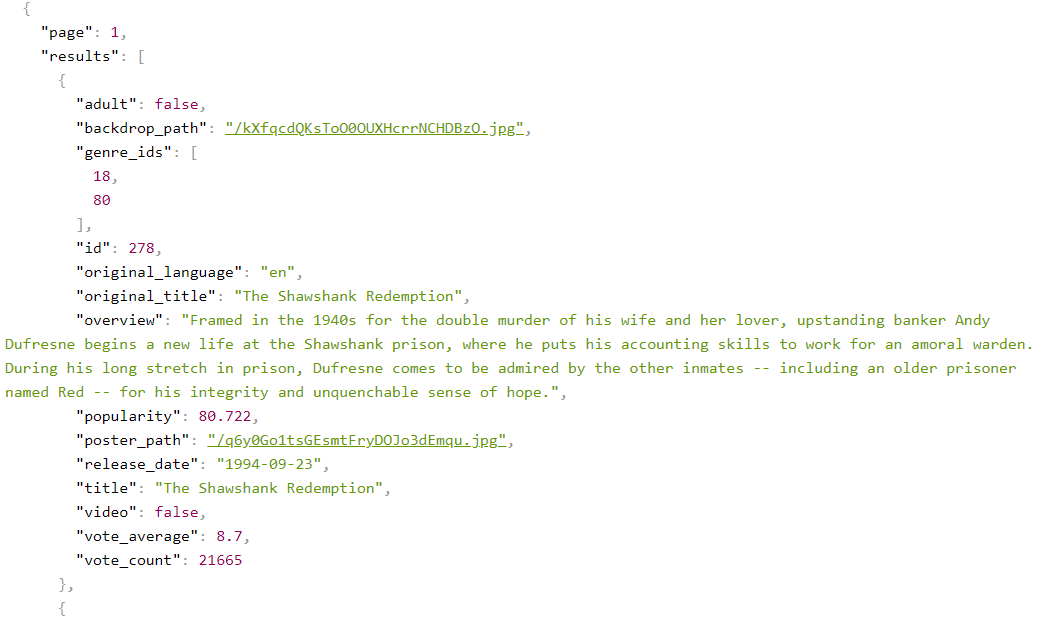 {
"page": 1,
"results": [
{
"adult": false,
"backdrop_path": "/kXfqcdQKsToO0OUXHcrrNCHDBzO.jpg",
"genre_ids": [
18,
80
],
"id": 278,
"original_language": "en",
"original_title": "The Shawshank Redemption",
"overview": "Framed in the 1940s for the double murder of his wife and her lover, upstanding banker Andy
Dufresne begins a new life at the Shawshank prison, where he puts his accounting skills to work for an amoral warden.
During his long stretch in prison, Dufresne comes to be admired by the other inmates -- including an older prisoner
named Red -- for his integrity and unquenchable sense of hope.",
"popularity": 80.722,
"poster_path": "/q6y0Go1tsGEsmtFryDOJo3dEmqu.jpg",
"release_date": "1994-09-23",
"title": "The Shawshank Redemption",
"video": false,
"vote_average": 8.7,
"vote_count": 21665
},
{